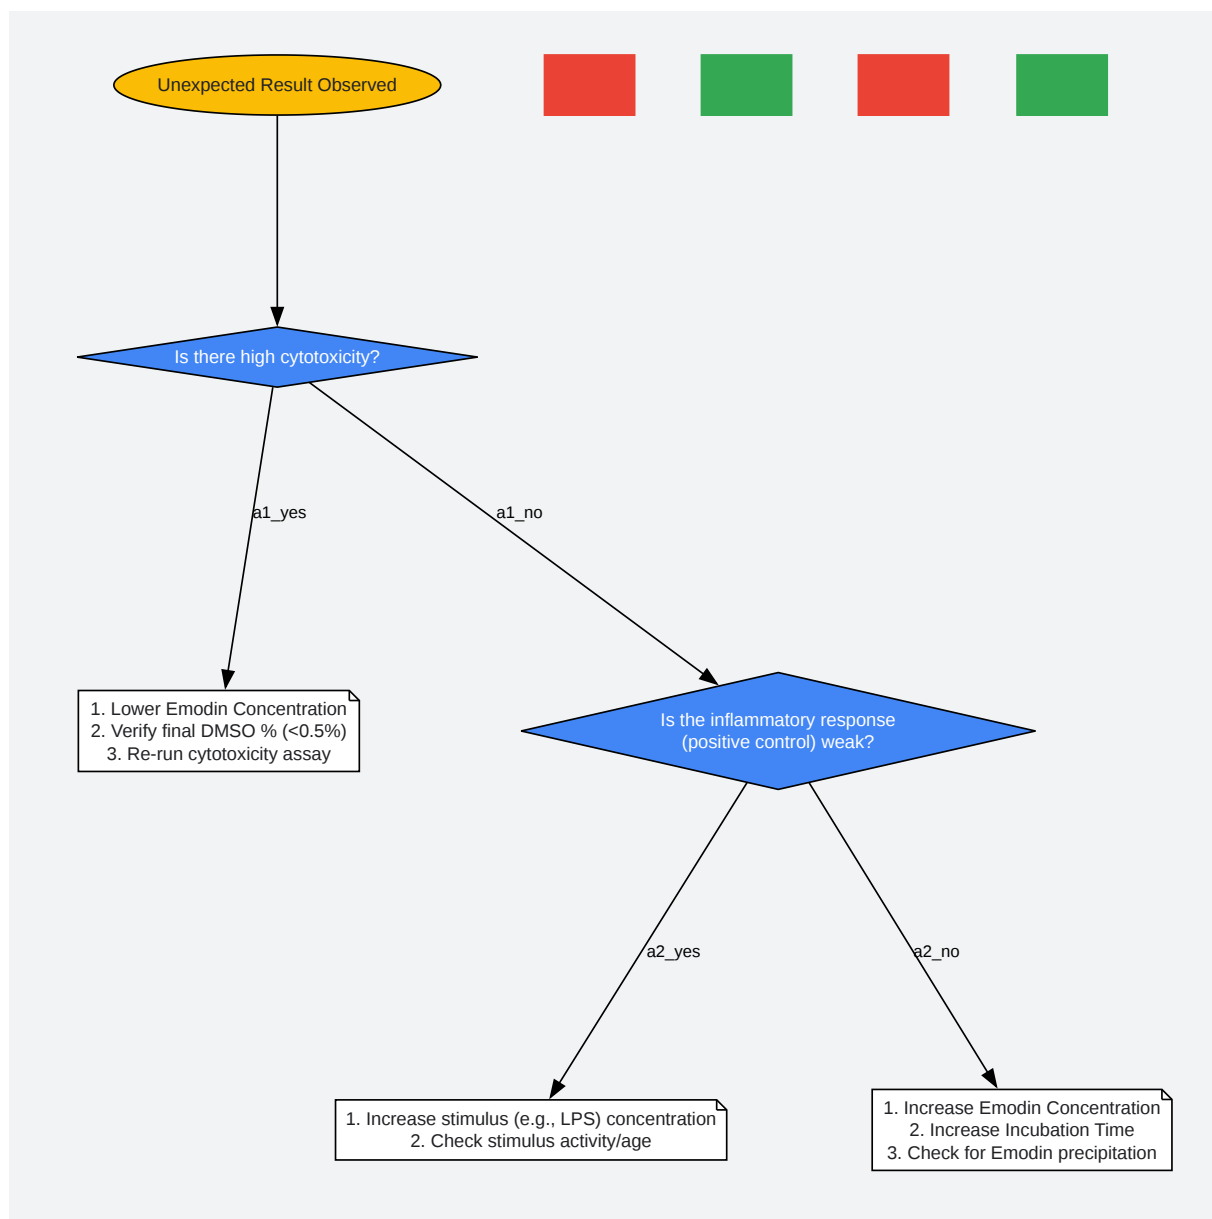 Unexpected Result Observed
Is there high cytotoxicity?
a1_yes
a1_no
1. Lower Emodin Concentration
2. Verify final DMSO % (<0.5%)
3. Re-run cytotoxicity assay
Is the inflammatory response
(positive control) weak?
a2_yes
a2_no
1. Increase stimulus (e.g., LPS) concentration
2. Check stimulus activity/age
1. Increase Emodin Concentration
2. Increase Incubation Time
3. Check for Emodin precipitation